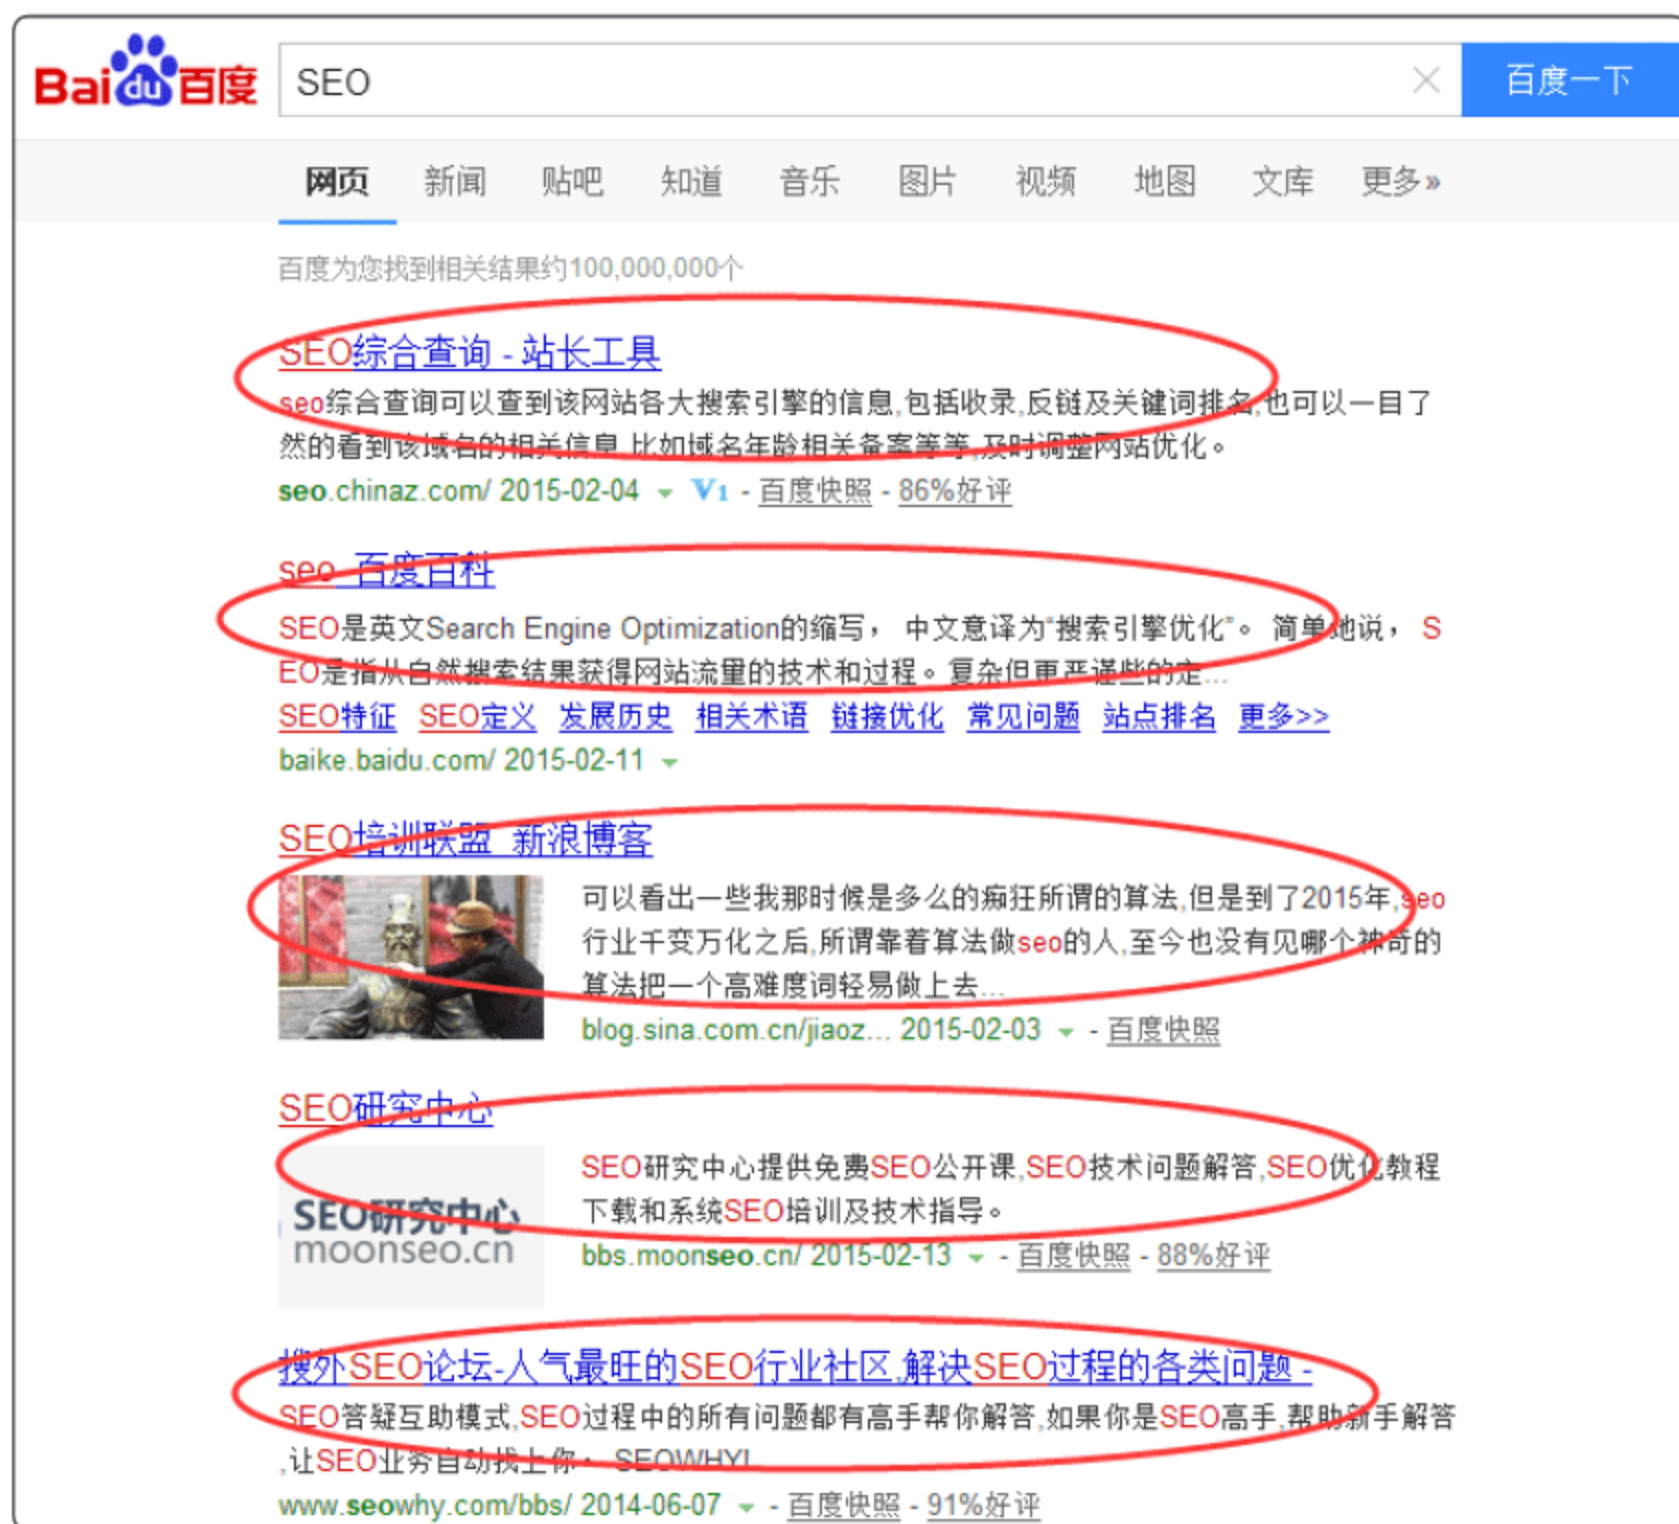 Bai du 百度
SEO
百度一下
网页 新闻 贴吧 知道 音乐 图片 视频 地图 文库 更多»
百度为您找到相关结果约100,000,000个
SEO综合查询 - 站长工具
seo综合查询可以查到该网站各大搜索引擎的信息,包括收录,反链及关键词排名,也可以一目了
然的看到该域名的相关信息,比如域名年龄相关备案等等,及时调整网站优化。
seo.chinaz.com/ 2015-02-04 V1 - 百度快照 - 86%好评
seo_百度百科
SEO是英文Search Engine Optimization的缩写， 中文意译为“搜索引擎优化”。 简单地说， S
EO是指从自然搜索结果获得网站流量的技术和过程。复杂但更严谨些的定...
SEO特征 SEO定义 发展历史 相关术语 链接优化 常见问题 站点排名 更多>>
baike.baidu.com/ 2015-02-11
SEO培训联盟_新浪博客
可以看出一些我那时候是多么的痴狂所谓的算法,但是到了2015年,seo
行业千变万化之后,所谓靠着算法做seo的人,至今也没有见哪个神奇的
算法把一个高难度词轻易做上去...
blog.sina.com.cn/jiaoz... 2015-02-03 - 百度快照
SEO研究中心
SEO研究中心
moonseo.cn
SEO研究中心提供免费SEO公开课,SEO技术问题解答,SEO优化教程
下载和系统SEO培训及技术指导。
bbs.moonseo.cn/ 2015-02-13 - 百度快照 - 88%好评
搜外SEO论坛-人气最旺的SEO行业社区,解决SEO过程的各类问题 -
SEO答疑互助模式,SEO过程中的所有问题都有高手帮你解答,如果你是SEO高手,帮助新手解答
,让SEO业务自动找上你· SEOWHY!
www.seowhy.com/bbs/ 2014-06-07 - 百度快照 - 91%好评